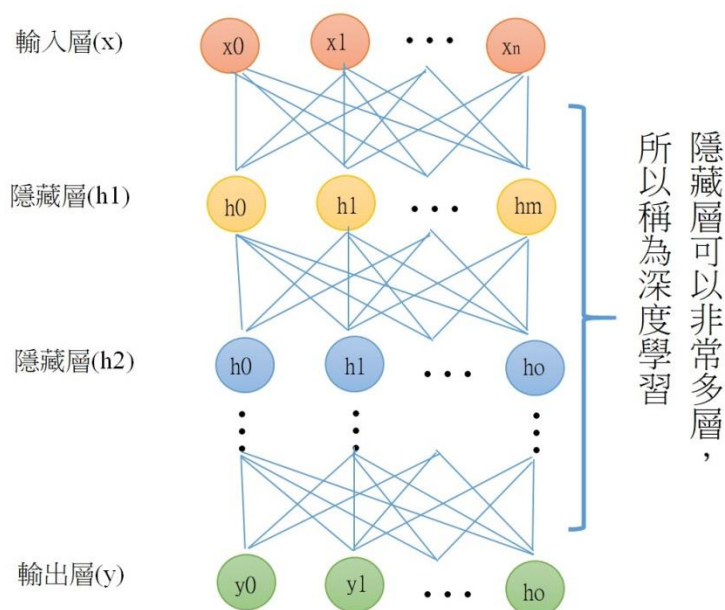 輸入層(x)
x0 x1 ••• xn
隱藏層(h1)
h0 h1 ••• hm
隱藏層(h2)
h0 h1 ••• ho
輸出層(y)
y0 y1 ••• ho
隱藏層可以非常多層，
所以稱為深度學習